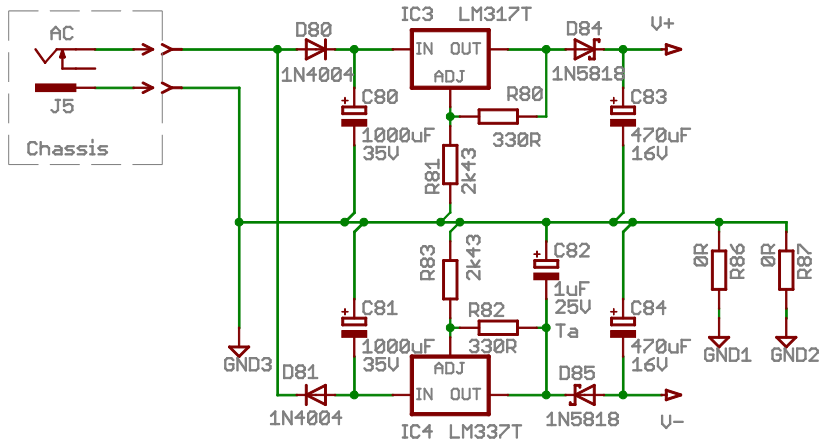 IC3 LM317T
AC
D80
D84
V+
IN OUT
1N4004
ADJ
1N5818
J5
C80
R80
C83
Chassis
1000uF
35V
330R
470uF
16V
R81
2k43
R83
2k43
C82
0R
R86
0R
R87
1uF
25V
C81
R82
C84
Ta
1000uF
35V
330R
470uF
16V
GND3
GND1
GND2
D81
ADJ
D85
IN OUT
1N4004
1N5818
V-
IC4 LM337T